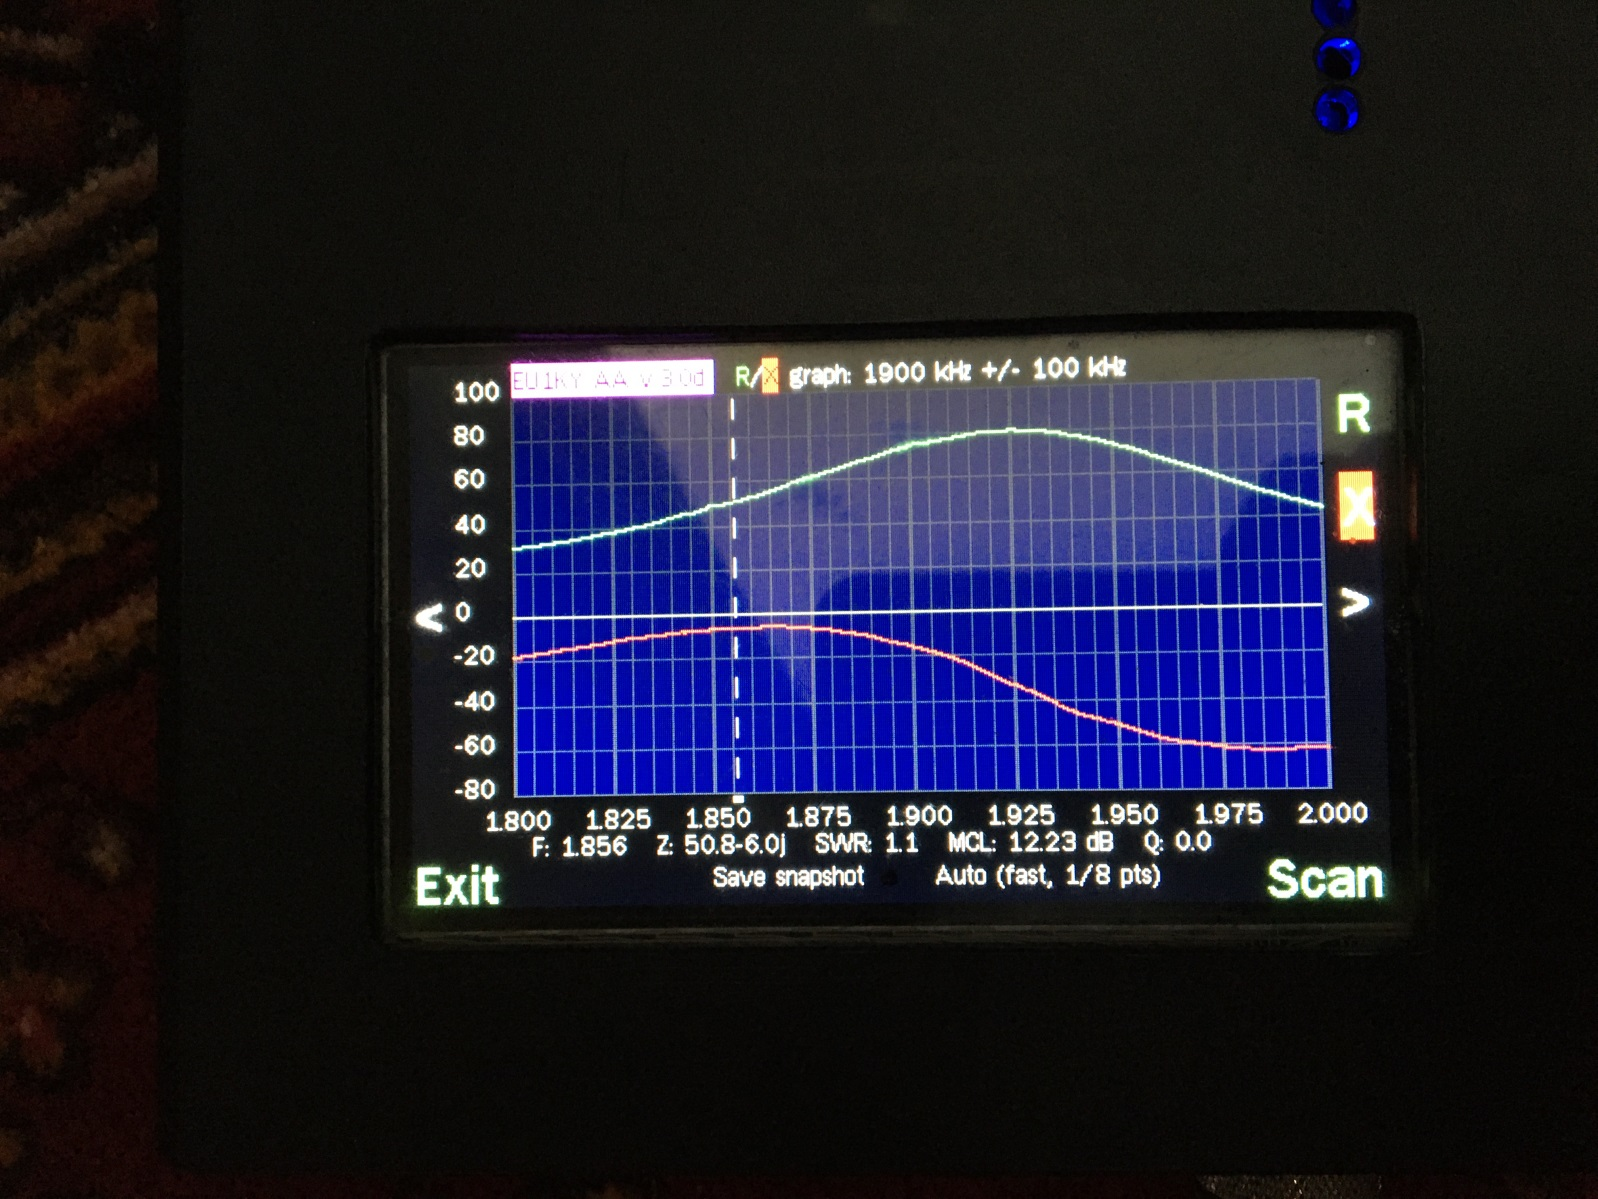 EU1KY AA v 3.0d R/X graph: 1900 kHz +/- 100 kHz
100
80
60
40
20
0
-20
-40
-60
-80
R
X
<
>
1.800 1.825 1.850 1.875 1.900 1.925 1.950 1.975 2.000
F: 1.856 Z: 50.8-6.0j SWR: 1.1 MCL: 12.23 dB Q: 0.0
Exit Save snapshot Auto (fast, 1/8 pts) Scan